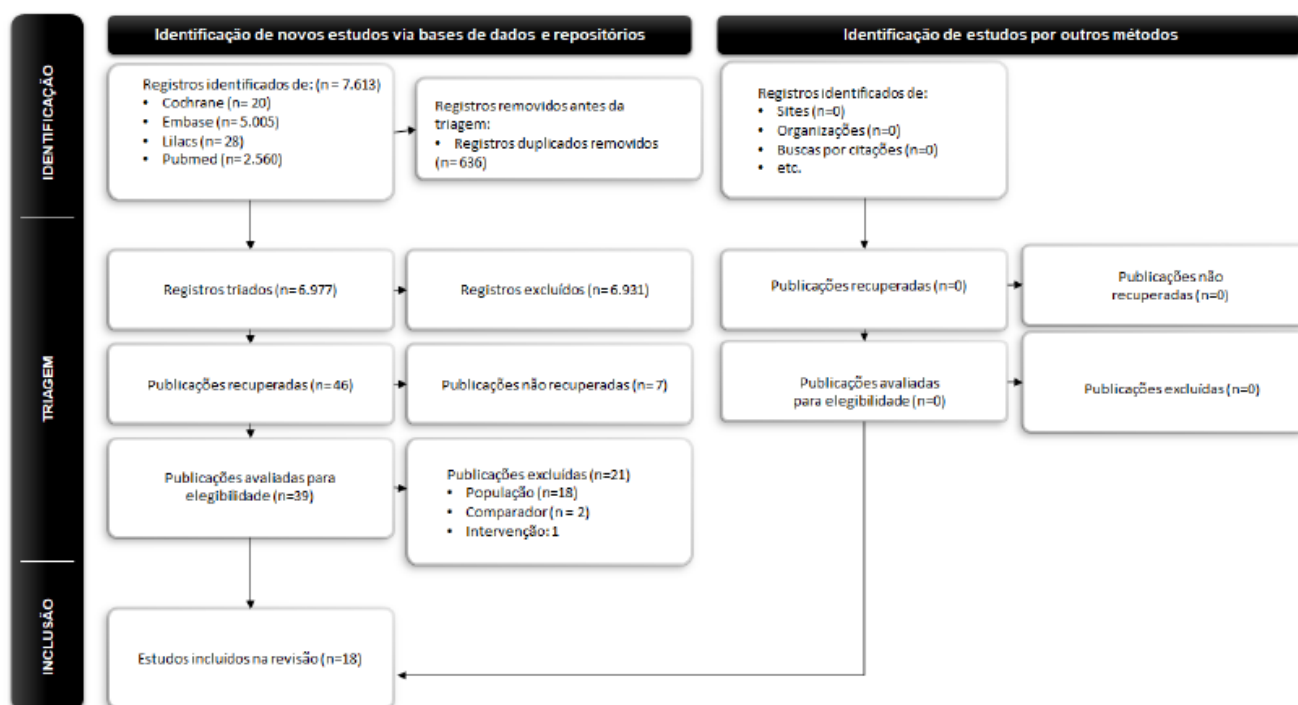 IDENTIFICAÇÃO
Identificação de novos estudos via bases de dados e repositórios
Identificação de estudos por outros métodos
Registros identificados de: (n = 7.613)
• Cochrane (n= 20)
• Embase (n= 5.005)
• Lilacs (n= 28)
• Pubmed (n=2.560)
Registros removidos antes da
triagem:
• Registros duplicados removidos
(n= 636)
Registros identificados de:
• Sites (n=0)
• Organizações (n=0)
• Buscas por citações (n=0)
• etc.
TRIAGEM
Registros triados (n=6.977)
Registros excluídos (n=6.931)
Publicações recuperadas (n=0)
Publicações não
recuperadas (n=0)
Publicações recuperadas (n=46)
Publicações não recuperadas (n=7)
Publicações avaliadas
para elegibilidade (n=0)
Publicações excluídas (n=0)
Publicações avaliadas para
elegibilidade (n=39)
Publicações excluídas (n=21)
• População (n=18)
• Comparador (n = 2)
• Intervenção: 1
INCLUSÃO
Estudos incluídos na revisão (n=18)